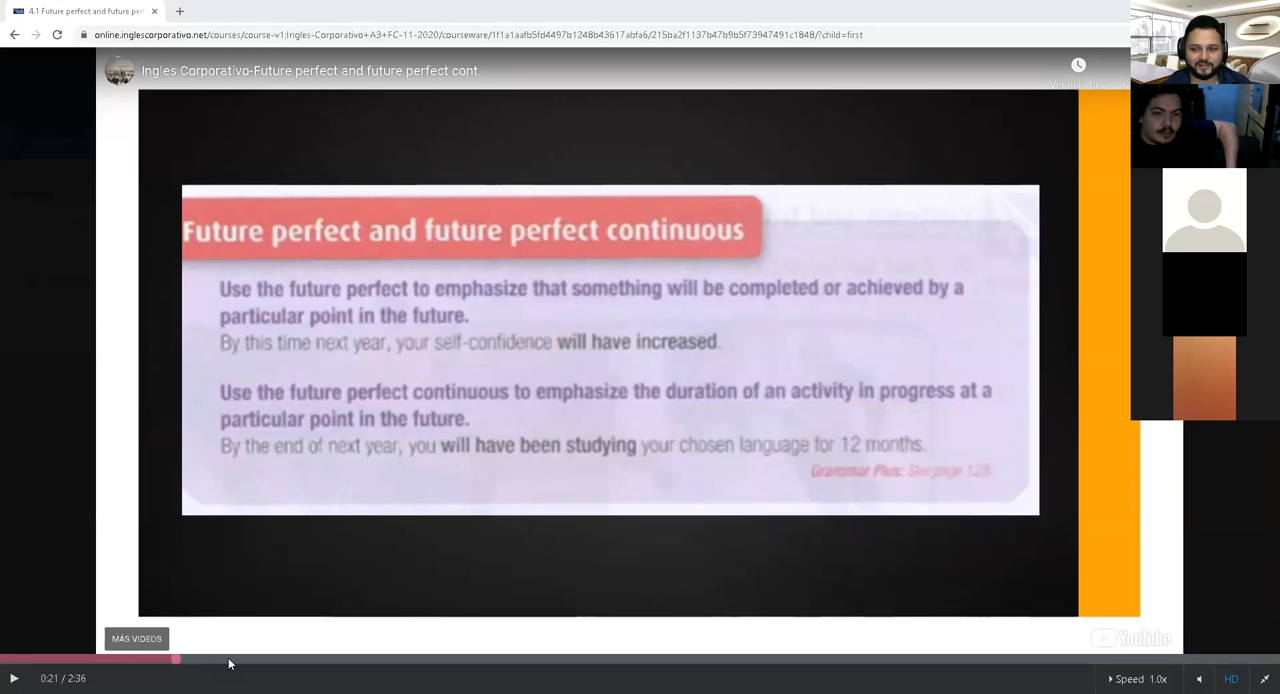 4.1 Future perfect and future per
online.inglescorporativo.net/courses/course-v1:Ingles-Corporativo+A3+FC-11-2020/courseware/1f1a1aafb5fd4497b1248b43617abfa6/215ba2f1137b47b9b5f73947491c1848/?child=first
Ingles Corporativo-Future perfect and future perfect cont.
Ver más ta
Future perfect and future perfect continuous
Use the future perfect to emphasize that something will be completed or achieved by a
particular point in the future.
By this time next year, your self-confidence will have increased.
Use the future perfect continuous to emphasize the duration of an activity in progress at a
particular point in the future.
By the end of next year, you will have been studying your chosen language for 12 months.
Grammar Plus: See page
MÁS VIDEOS
YouTube
0:21 / 2:36
Speed 1.0x
HD